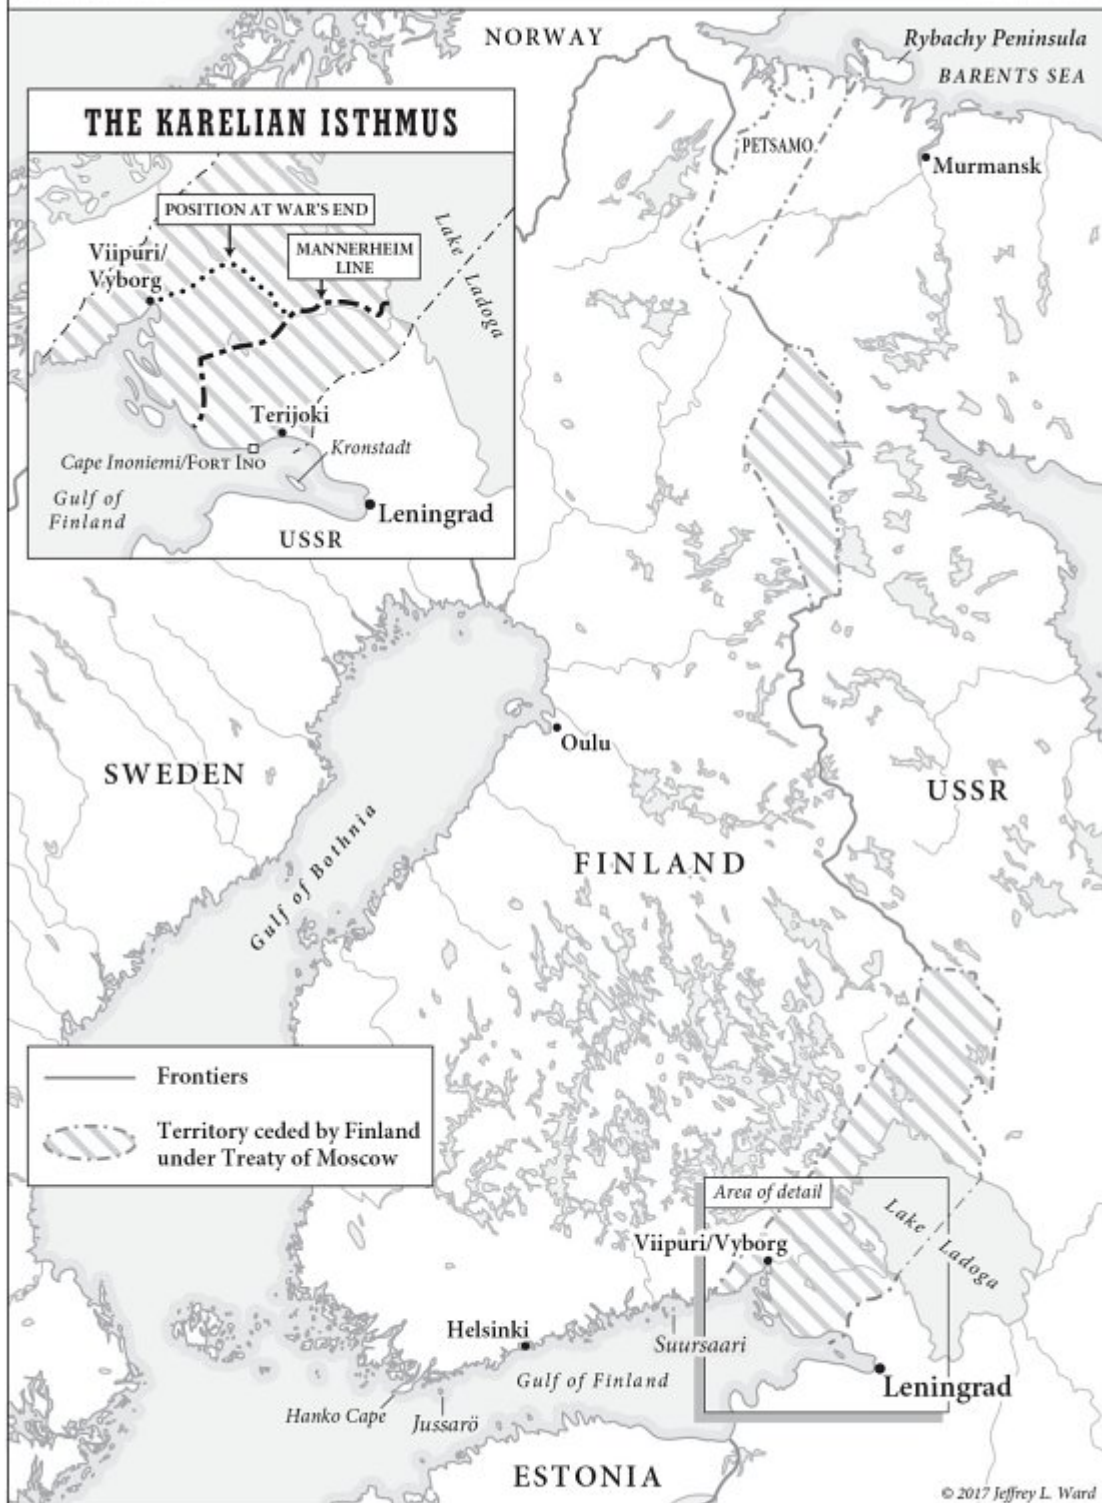 NORWAY
Rybachy Peninsula
BARENTS SEA
PETSAMO
Murmansk
THE KARELIAN ISTHMUS
POSITION AT WAR'S END
MANNERHEIM
LINE
Viipuri/
Vyborg
Lake Ladoga
Terijoki
Kronstadt
Cape Inoniemi/FORT INO
Gulf of
Finland
Leningrad
USSR
Oulu
SWEDEN
USSR
Gulf of Bothnia
FINLAND
Frontiers
Territory ceded by Finland
under Treaty of Moscow
Area of detail
Lake Ladoga
Viipuri/Vyborg
Helsinki
Suursaari
Gulf of Finland
Leningrad
Hanko Cape
Jussarö
ESTONIA
© 2017 Jeffrey L. Ward